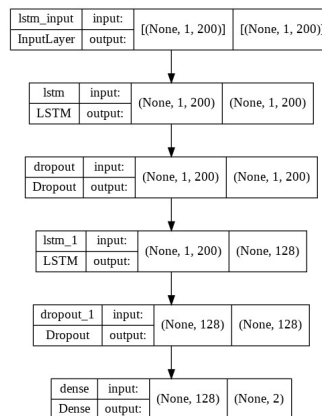 lstm_input input: [(None, 1, 200)] [(None, 1, 200)]
InputLayer output:
lstm input: (None, 1, 200) (None, 1, 200)
LSTM output:
dropout input: (None, 1, 200) (None, 1, 200)
Dropout output:
lstm_1 input: (None, 1, 200) (None, 128)
LSTM output:
dropout_1 input: (None, 128) (None, 128)
Dropout output:
dense input: (None, 128) (None, 2)
Dense output: